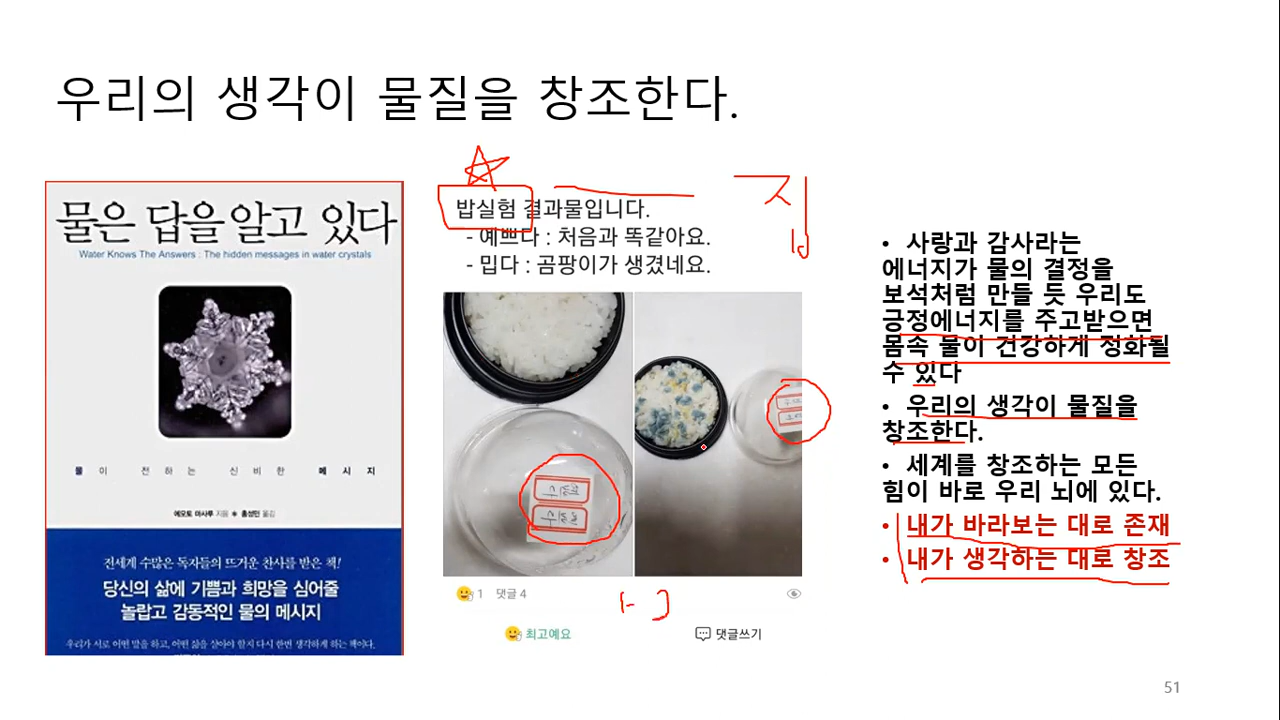 우리의 생각이 물질을 창조한다.
물은 답을 알고 있다
Water Knows The Answers : The hidden messages in water crystals
물이 전하는 신비한 메시지
에모토 마사루 지음 홍성민 옮김
전세계 수많은 독자들의 뜨거운 찬사를 받은 책!
당신의 삶에 기쁨과 희망을 심어줄
놀랍고 감동적인 물의 메시지
우리가 서로 어떤 말을 하고, 어떤 삶을 살아야 할지 다시 한번 생각하게 하는 책이다.
밥실험 결과물입니다.
- 예쁘다 : 처음과 똑같아요.
- 밉다 : 곰팡이가 생겼네요.
1 댓글 4
최고예요 댓글쓰기
• 사랑과 감사라는
에너지가 물의 결정을
보석처럼 만들 듯 우리도
긍정에너지를 주고받으면
몸속 물이 건강하게 정화될
수 있다
• 우리의 생각이 물질을
창조한다.
• 세계를 창조하는 모든
힘이 바로 우리 뇌에 있다.
• 내가 바라보는 대로 존재
• 내가 생각하는 대로 창조
51